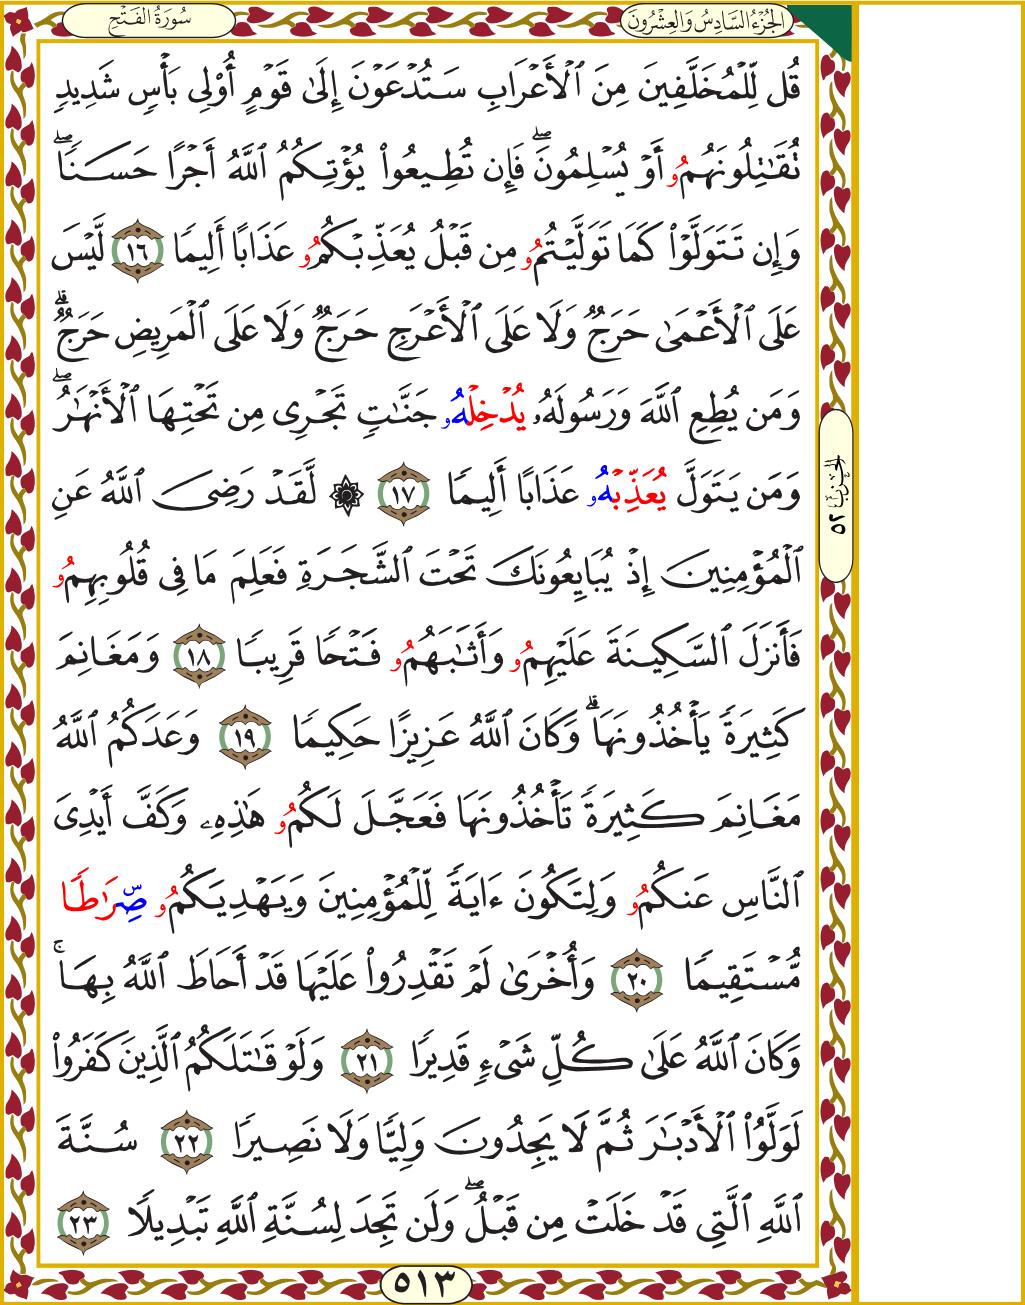 الجُزْءُ السَّادِسُ وَالعِشْرُونَ
سُورَةُ الفَتْحِ
قُل لِّلْمُخَلَّفِينَ مِنَ ٱلْأَعْرَابِ سَتُدْعَوْنَ إِلَىٰ قَوْمٍ أُوْلِى بَأْسٍ شَدِيدٍ
تُقَـٰتِلُونَهُمُو أَوْ يُسْلِمُونَۖ فَإِن تُطِيعُوا۟ يُؤْتِكُمُ ٱللَّهُ أَجْرًا حَسَنًاۖ
وَإِن تَتَوَلَّوْا۟ كَمَا تَوَلَّيْتُمُو مِن قَبْلُ يُعَذِّبْكُمُو عَذَابًا أَلِيمًا ١٦ لَّيْسَ
عَلَى ٱلْأَعْمَىٰ حَرَجٌ وَلَا عَلَى ٱلْأَعْرَجِ حَرَجٌ وَلَا عَلَى ٱلْمَرِيضِ حَرَجٌۗ
وَمَن يُطِعِ ٱللَّهَ وَرَسُولَهُۥ يُدْخِلْهُۥ جَنَّـٰتٍ تَجْرِى مِن تَحْتِهَا ٱلْأَنْهَـٰرُۖ
وَمَن يَتَوَلَّ يُعَذِّبْهُۥ عَذَابًا أَلِيمًا ١٧ ۞ لَّقَدْ رَضِىَ ٱللَّهُ عَنِ
ٱلْمُؤْمِنِينَ إِذْ يُبَايِعُونَكَ تَحْتَ ٱلشَّجَرَةِ فَعَلِمَ مَا فِى قُلُوبِهِمُو
فَأَنزَلَ ٱلسَّكِينَةَ عَلَيْهِمُو وَأَثَـٰبَهُمُو فَتْحًا قَرِيبًا ١٨ وَمَغَانِمَ
كَثِيرَةً يَأْخُذُونَهَاۗ وَكَانَ ٱللَّهُ عَزِيزًا حَكِيمًا ١٩ وَعَدَكُمُ ٱللَّهُ
مَغَانِمَ كَثِيرَةً تَأْخُذُونَهَا فَعَجَّلَ لَكُمُو هَـٰذِهِۦ وَكَفَّ أَيْدِىَ
ٱلنَّاسِ عَنكُمُو وَلِتَكُونَ ءَايَةً لِّلْمُؤْمِنِينَ وَيَهْدِيَكُمُو صِّرَٰطًا
مُّسْتَقِيمًا ٢٠ وَأُخْرَىٰ لَمْ تَقْدِرُوا۟ عَلَيْهَا قَدْ أَحَاطَ ٱللَّهُ بِهَاۚ
وَكَانَ ٱللَّهُ عَلَىٰ كُلِّ شَىْءٍ قَدِيرًا ٢١ وَلَوْ قَـٰتَلَكُمُ ٱلَّذِينَ كَفَرُوا۟
لَوَلَّوُا۟ ٱلْأَدْبَـٰرَ ثُمَّ لَا يَجِدُونَ وَلِيًّا وَلَا نَصِيرًا ٢٢ سُنَّةَ
ٱللَّهِ ٱلَّتِى قَدْ خَلَتْ مِن قَبْلُۖ وَلَن تَجِدَ لِسُنَّةِ ٱللَّهِ تَبْدِيلًا ٢٣
الحِزْبُ ٥٢
٥١٣